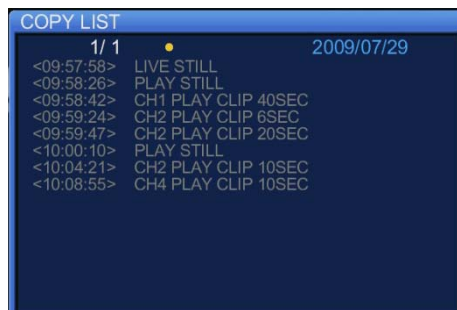 COPY LIST
1/ 1 2009/07/29
<09:57:58> LIVE STILL
<09:58:26> PLAY STILL
<09:58:42> CH1 PLAY CLIP 40SEC
<09:59:24> CH2 PLAY CLIP 6SEC
<09:59:47> CH2 PLAY CLIP 20SEC
<10:00:10> PLAY STILL
<10:04:21> CH2 PLAY CLIP 10SEC
<10:08:55> CH4 PLAY CLIP 10SEC